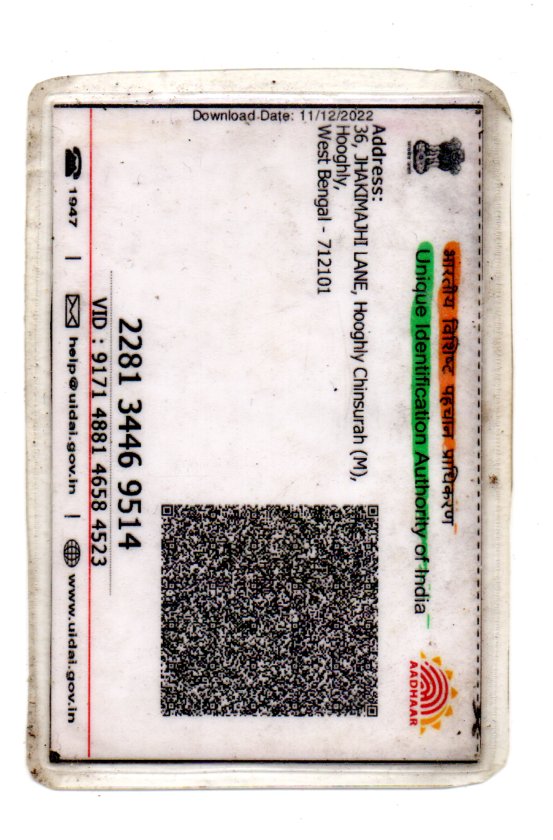 भारतीय विशिष्ट पहचान प्राधिकरण
Unique Identification Authority of India
AADHAAR
Download Date: 11/12/2022
Address:
36, JHAKIMAJHI LANE, Hooghly Chinsurah (M),
Hooghly,
West Bengal - 712101
2281 3446 9514
VID : 9171 4881 4658 4523
1947 | help@uidai.gov.in | www.uidai.gov.in